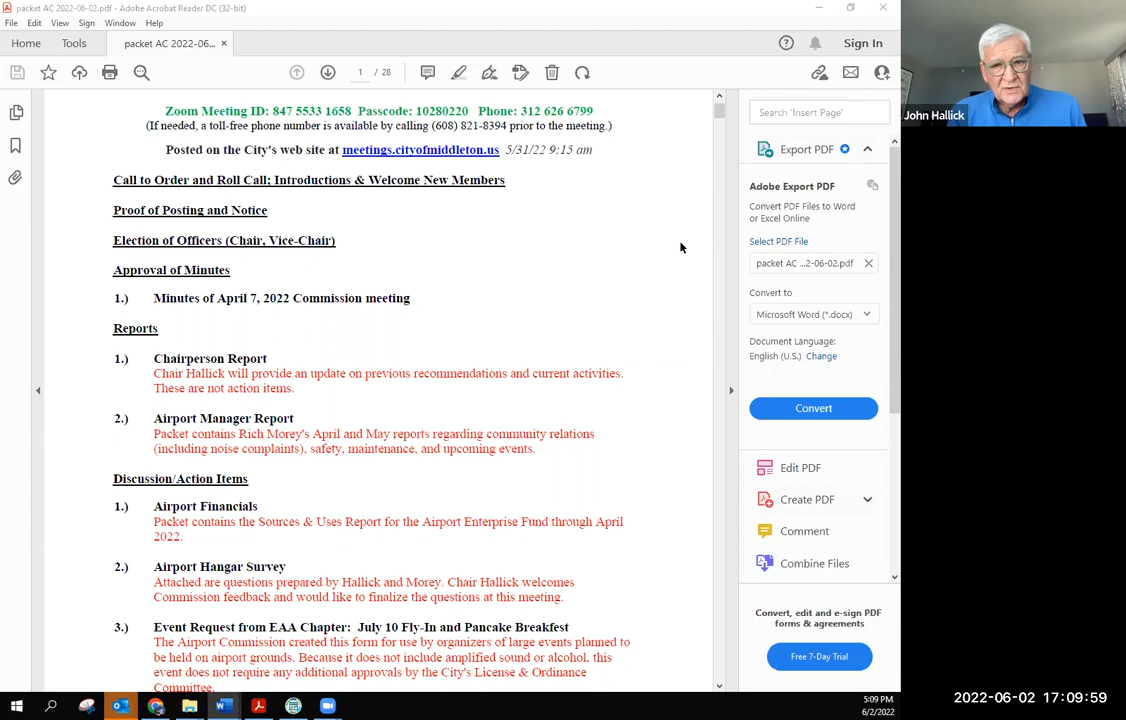 packet AC 2022-06-02.pdf - Adobe Acrobat Reader DC (32-bit)
File Edit View Sign Window Help
Home Tools packet AC 2022-06... × Sign In
1 / 28
Zoom Meeting ID: 847 5533 1658 Passcode: 10280220 Phone: 312 626 6799
(If needed, a toll-free phone number is available by calling (608) 821-8394 prior to the meeting.)
Posted on the City's web site at meetings.cityofmiddleton.us 5/31/22 9:15 am
Call to Order and Roll Call; Introductions & Welcome New Members
Proof of Posting and Notice
Election of Officers (Chair, Vice-Chair)
Approval of Minutes
1.) Minutes of April 7, 2022 Commission meeting
Reports
1.) Chairperson Report
Chair Hallick will provide an update on previous recommendations and current activities.
These are not action items.
2.) Airport Manager Report
Packet contains Rich Morey's April and May reports regarding community relations
(including noise complaints), safety, maintenance, and upcoming events.
Discussion/Action Items
1.) Airport Financials
Packet contains the Sources & Uses Report for the Airport Enterprise Fund through April
2022.
2.) Airport Hangar Survey
Attached are questions prepared by Hallick and Morey. Chair Hallick welcomes
Commission feedback and would like to finalize the questions at this meeting.
3.) Event Request from EAA Chapter: July 10 Fly-In and Pancake Breakfast
The Airport Commission created this form for use by organizers of large events planned to
be held on airport grounds. Because it does not include amplified sound or alcohol, this
event does not require any additional approvals by the City's License & Ordinance
Committee.
Search 'Insert Page'
Export PDF
Adobe Export PDF
Convert PDF Files to Word
or Excel Online
Select PDF File
packet AC ...2-06-02.pdf
Convert to
Microsoft Word (*.docx)
Document Language:
English (U.S.) Change
Convert
Edit PDF
Create PDF
Comment
Combine Files
Convert, edit and e-sign PDF
forms & agreements
Free 7-Day Trial
John Hallick
5:09 PM
6/2/2022
2022-06-02 17:09:59